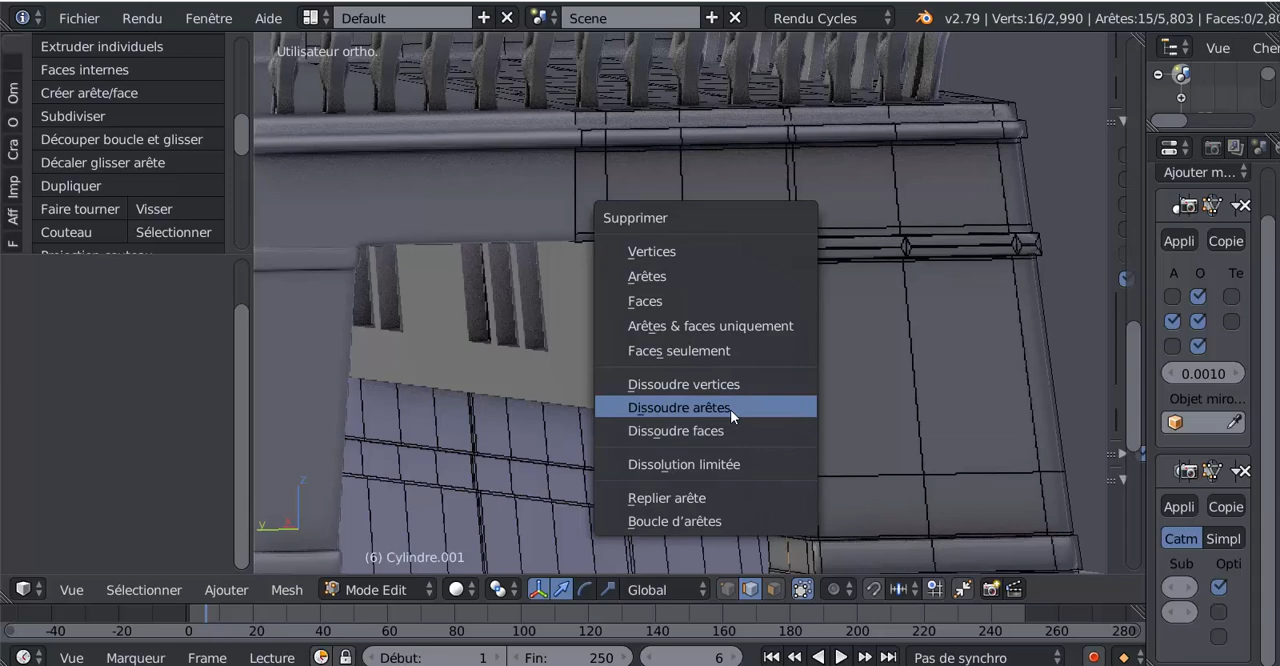 Fichier Rendu Fenêtre Aide Default Scene Rendu Cycles v2.79 | Verts:16/2,990 | Arêtes:15/5,803 | Faces:0/2,8
Extruder individuels
Faces internes
Créer arête/face
Subdiviser
Découper boucle et glisser
Décaler glisser arête
Dupliquer
Faire tourner Visser
Couteau Sélectionner
Om
O
Cra
Imp
Aff
F
Utilisateur ortho.
Supprimer
Vertices
Arêtes
Faces
Arêtes & faces uniquement
Faces seulement
Dissoudre vertices
Dissoudre arêtes
Dissoudre faces
Dissolution limitée
Replier arête
Boucle d'arêtes
z
y x
(6) Cylindre.001
Vue Cher
Ajouter m...
Appli Copie
A O Te
0.0010
Objet miro...
Appli Copie
Catm Simpl
Sub Opti
Vue Sélectionner Ajouter Mesh Mode Edit Global
-40 -20 0 20 40 60 80 100 120 140 160 180 200 220 240 260 280
Vue Marqueur Frame Lecture Début: 1 Fin: 250 6 Pas de synchro